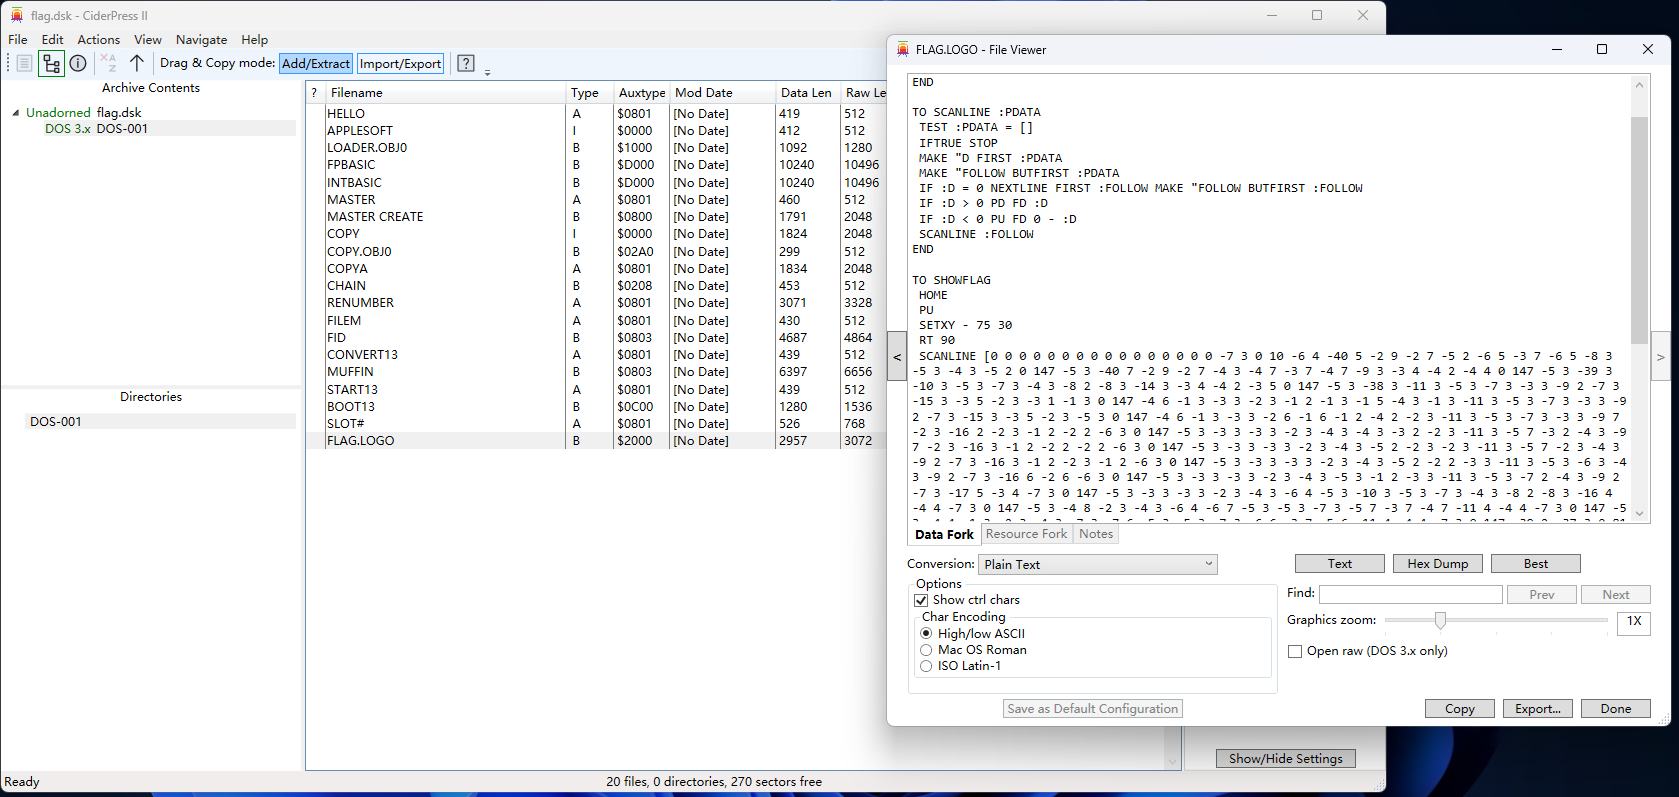 flag.dsk - CiderPress II
File Edit Actions View Navigate Help
Drag & Copy mode: Add/Extract Import/Export
Archive Contents
Unadorned flag.dsk
DOS 3.x DOS-001
Directories
DOS-001
? Filename Type Auxtype Mod Date Data Len Raw Le
HELLO A $0801 [No Date] 419 512
APPLESOFT I $0000 [No Date] 412 512
LOADER.OBJ0 B $1000 [No Date] 1092 1280
FPBASIC B $D000 [No Date] 10240 10496
INTBASIC B $D000 [No Date] 10240 10496
MASTER A $0801 [No Date] 460 512
MASTER CREATE B $0800 [No Date] 1791 2048
COPY I $0000 [No Date] 1824 2048
COPY.OBJ0 B $02A0 [No Date] 299 512
COPYA A $0801 [No Date] 1834 2048
CHAIN B $0208 [No Date] 453 512
RENUMBER A $0801 [No Date] 3071 3328
FILEM A $0801 [No Date] 430 512
FID B $0803 [No Date] 4687 4864
CONVERT13 A $0801 [No Date] 439 512
MUFFIN B $0803 [No Date] 6397 6656
START13 A $0801 [No Date] 439 512
BOOT13 B $0C00 [No Date] 1280 1536
SLOT# A $0801 [No Date] 526 768
FLAG.LOGO B $2000 [No Date] 2957 3072
Show/Hide Settings
Ready
20 files, 0 directories, 270 sectors free
FLAG.LOGO - File Viewer
END
TO SCANLINE :PDATA
TEST :PDATA = []
IFTRUE STOP
MAKE "D FIRST :PDATA
MAKE "FOLLOW BUTFIRST :PDATA
IF :D = 0 NEXTLINE FIRST :FOLLOW MAKE "FOLLOW BUTFIRST :FOLLOW
IF :D > 0 PD FD :D
IF :D < 0 PU FD 0 - :D
SCANLINE :FOLLOW
END
TO SHOWFLAG
HOME
PU
SETXY - 75 30
RT 90
SCANLINE [0 0 0 0 0 0 0 0 0 0 0 0 0 0 0 0 -7 3 0 10 -6 4 -40 5 -2 9 -2 7 -5 2 -6 5 -3 7 -6 5 -8 3
-5 3 -4 3 -5 2 0 147 -5 3 -40 7 -2 9 -2 7 -4 3 -4 7 -3 7 -4 7 -9 3 -3 4 -4 2 -4 4 0 147 -5 3 -39 3
-10 3 -5 3 -7 3 -4 3 -8 2 -8 3 -14 3 -3 4 -4 2 -3 5 0 147 -5 3 -38 3 -11 3 -5 3 -7 3 -3 3 -9 2 -7 3
-15 3 -3 5 -2 3 -3 1 -1 3 0 147 -4 6 -1 3 -3 3 -2 3 -1 2 -1 3 -1 5 -4 3 -1 3 -11 3 -5 3 -7 3 -3 3 -9
2 -7 3 -15 3 -3 5 -2 3 -5 3 0 147 -4 6 -1 3 -3 3 -2 6 -1 6 -1 2 -4 2 -2 3 -11 3 -5 3 -7 3 -3 3 -9 7
-2 3 -16 2 -2 3 -1 2 -2 2 -6 3 0 147 -5 3 -3 3 -3 3 -2 3 -4 3 -4 3 -3 2 -2 3 -11 3 -5 7 -3 2 -4 3 -9
7 -2 3 -16 3 -1 2 -2 2 -2 2 -6 3 0 147 -5 3 -3 3 -3 3 -2 3 -4 3 -5 2 -2 3 -2 3 -11 3 -5 7 -2 3 -4 3
-9 2 -7 3 -16 3 -1 2 -2 3 -1 2 -6 3 0 147 -5 3 -3 3 -3 3 -2 3 -4 3 -5 2 -2 2 -3 3 -11 3 -5 3 -6 3 -4
3 -9 2 -7 3 -16 6 -2 6 -6 3 0 147 -5 3 -3 3 -3 3 -2 3 -4 3 -5 3 -1 2 -3 3 -11 3 -5 3 -7 2 -4 3 -9 2
-7 3 -17 5 -3 4 -7 3 0 147 -5 3 -3 3 -3 3 -2 3 -4 3 -6 4 -5 3 -10 3 -5 3 -7 3 -4 3 -8 2 -8 3 -16 4
-4 4 -7 3 0 147 -5 3 -4 8 -2 3 -4 3 -6 4 -6 7 -5 3 -5 3 -7 3 -5 7 -3 7 -4 7 -11 4 -4 4 -7 3 0 147 -5
<
>
Data Fork Resource Fork Notes
Conversion: Plain Text
Options
Show ctrl chars
Char Encoding
High/low ASCII
Mac OS Roman
ISO Latin-1
Save as Default Configuration
Text Hex Dump Best
Find: Prev Next
Graphics zoom: 1X
Open raw (DOS 3.x only)
Copy Export... Done